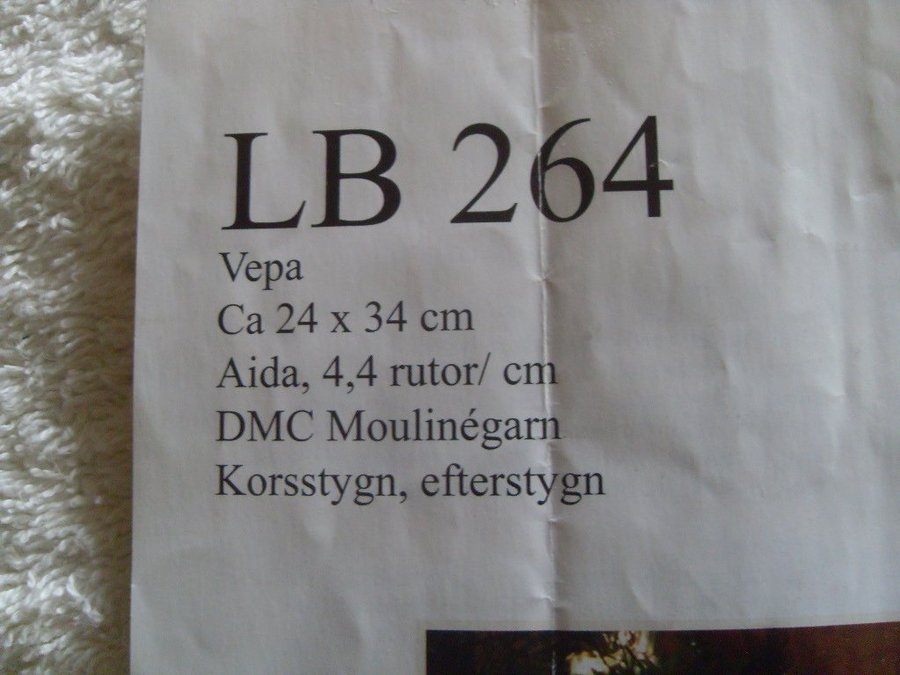 LB 264
Vepa
Ca 24 x 34 cm
Aida, 4,4 rutor/ cm
DMC Moulinégarn
Korsstygn, efterstygn